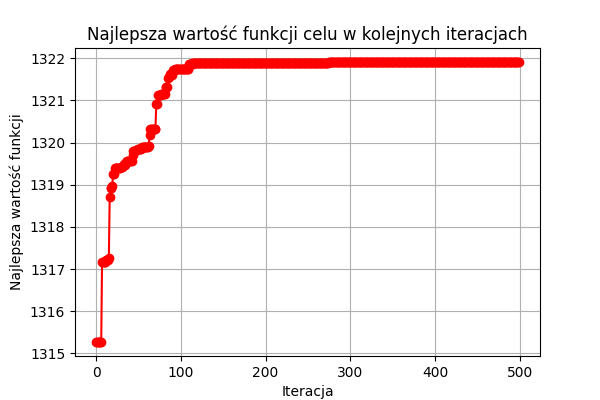 Najlepsza wartość funkcji celu w kolejnych iteracjach
1322
1321
1320
1319
1318
1317
1316
1315
Najlepsza wartość funkcji
0 100 200 300 400 500
Iteracja